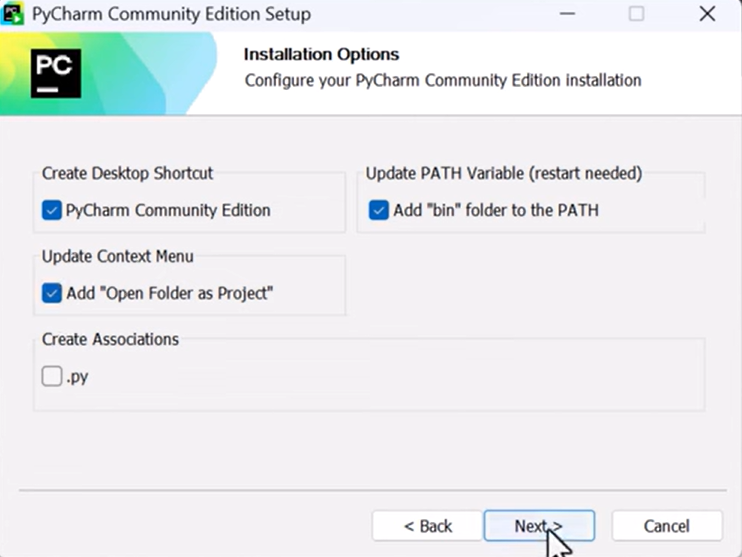 PyCharm Community Edition Setup
PC
Installation Options
Configure your PyCharm Community Edition installation
Create Desktop Shortcut
PyCharm Community Edition
Update PATH Variable (restart needed)
Add "bin" folder to the PATH
Update Context Menu
Add "Open Folder as Project"
Create Associations
.py
< Back
Next >
Cancel